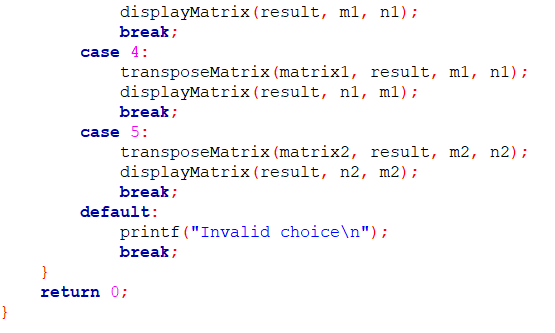 displayMatrix(result, m1, n1);
break;
case 4:
transposeMatrix(matrix1, result, m1, n1);
displayMatrix(result, n1, m1);
break;
case 5:
transposeMatrix(matrix2, result, m2, n2);
displayMatrix(result, n2, m2);
break;
default:
printf("Invalid choice\n");
break;
}
return 0;
}